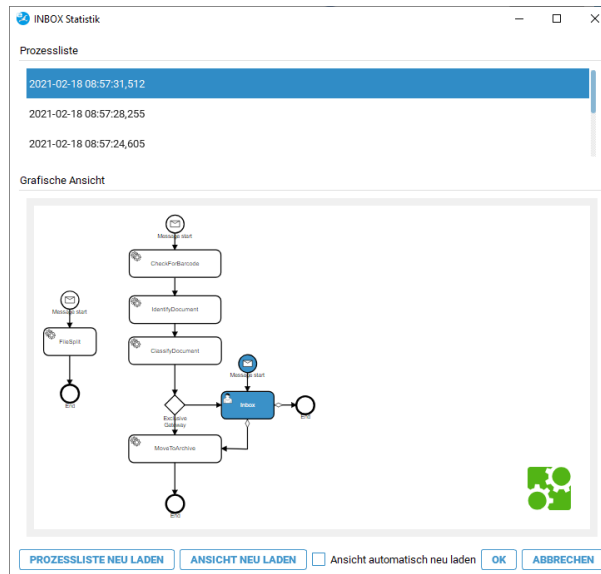 INBOX Statistik
Prozessliste
2021-02-18 08:57:31,512
2021-02-18 08:57:28,255
2021-02-18 08:57:24,605
Grafische Ansicht
Message start
CheckForBarcode
Message start
IdentifyDocument
FileSplit
ClassifyDocument
Message start
End
Inbox
Exclusive
Gateway
End
MoveToArchive
End
PROZESSLISTE NEU LADEN
ANSICHT NEU LADEN
Ansicht automatisch neu laden
OK
ABBRECHEN